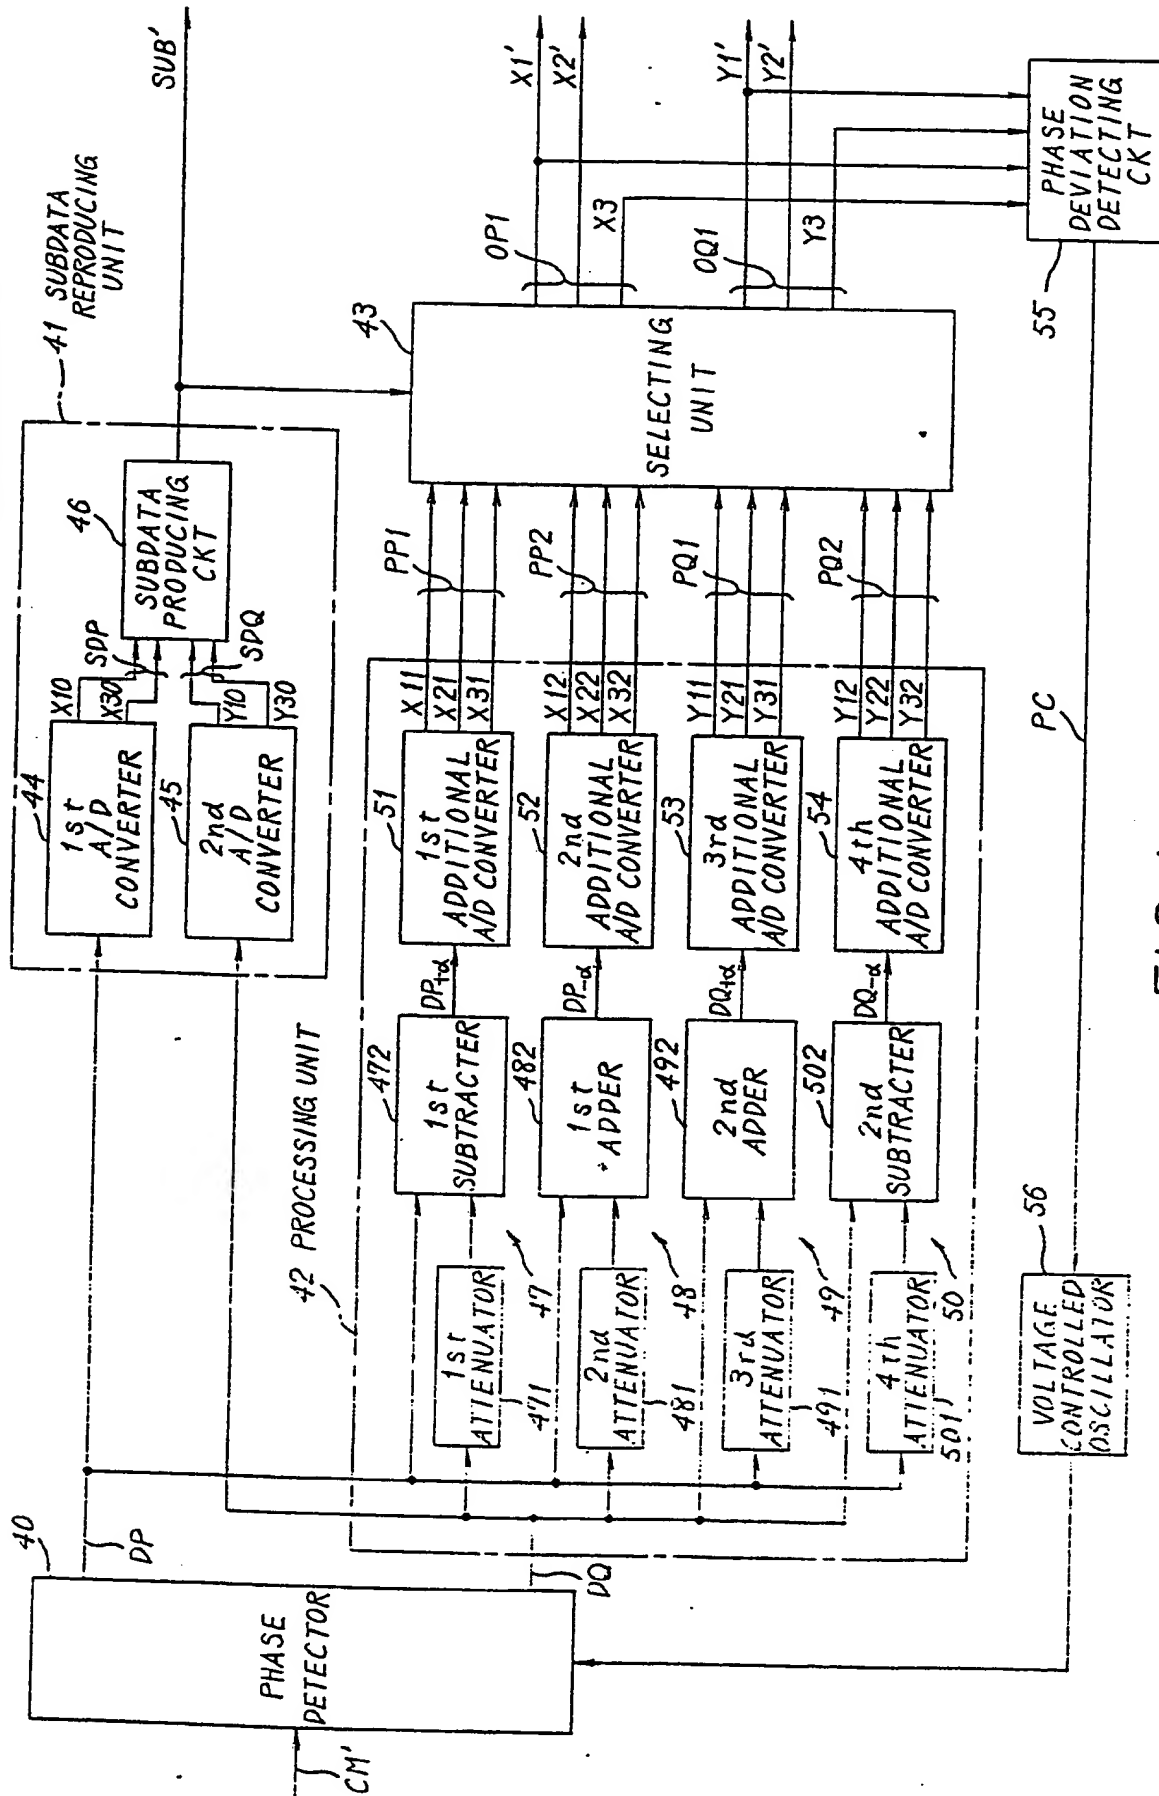 CM'
PHASE
DETECTOR
40
DP
DQ
42 PROCESSING UNIT
1st
ATTENUATOR
471
47
2nd
ATTENUATOR
481
48
3rd
ATTENUATOR
491
49
4th
ATTENUATOR
501
50
472
1st
SUBTRACTER
DP+α
482
1st
ADDER
DP-α
492
2nd
ADDER
DQ+α
502
2nd
SUBTRACTER
DQ-α
44
1st
A/D
CONVERTER
45
2nd
A/D
CONVERTER
X10
X30
Y10
Y30
SDP
SDQ
46
SUBDATA
PRODUCING
CKT
41 SUBDATA
REPRODUCING
UNIT
SUB'
51
1st
ADDITIONAL
A/D CONVERTER
X11
X21
X31
PP1
52
2nd
ADDITIONAL
A/D CONVERTER
X12
X22
X32
PP2
53
3rd
ADDITIONAL
A/D CONVERTER
Y11
Y21
Y31
PQ1
54
4th
ADDITIONAL
A/D CONVERTER
Y12
Y22
Y32
PQ2
43
SELECTING
UNIT
OP1
X1'
X2'
X3
OQ1
Y1'
Y2'
Y3
PHASE
DEVIATION
DETECTING
CKT
55
PC
56
VOLTAGE
CONTROLLED
OSCILLATOR